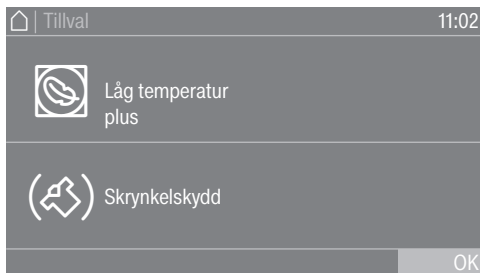 Tillval 11:02
Låg temperatur
plus
Skrynkelskydd
OK